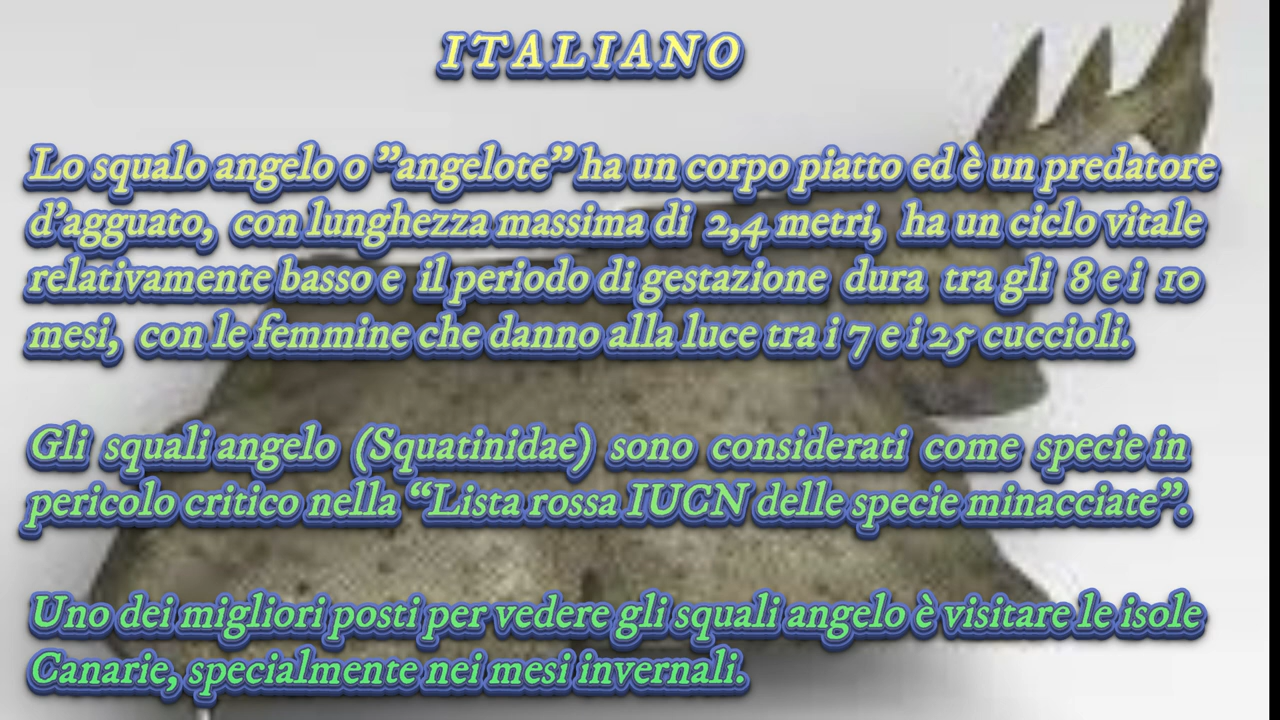 ITALIANO
Lo squalo angelo o "angelote" ha un corpo piatto ed è un predatore
d'agguato, con lunghezza massima di 2,4 metri, ha un ciclo vitale
relativamente basso e il periodo di gestazione dura tra gli 8 e i 10
mesi, con le femmine che danno alla luce tra i 7 e i 25 cuccioli.
Gli squali angelo (Squatinidae) sono considerati come specie in
pericolo critico nella “Lista rossa IUCN delle specie minacciate”.
Uno dei migliori posti per vedere gli squali angelo è visitare le isole
Canarie, specialmente nei mesi invernali.